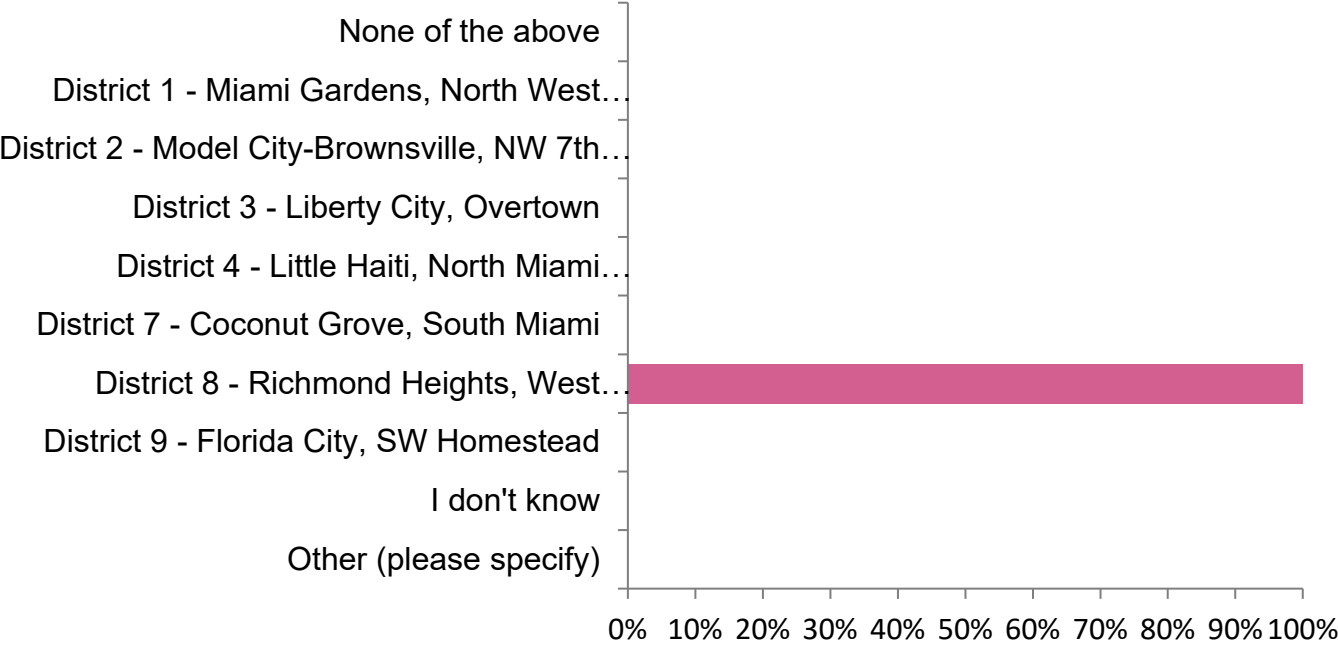 None of the above
District 1 - Miami Gardens, North West…
District 2 - Model City-Brownsville, NW 7th…
District 3 - Liberty City, Overtown
District 4 - Little Haiti, North Miami…
District 7 - Coconut Grove, South Miami
District 8 - Richmond Heights, West…
District 9 - Florida City, SW Homestead
I don't know
Other (please specify)
0% 10% 20% 30% 40% 50% 60% 70% 80% 90% 100%